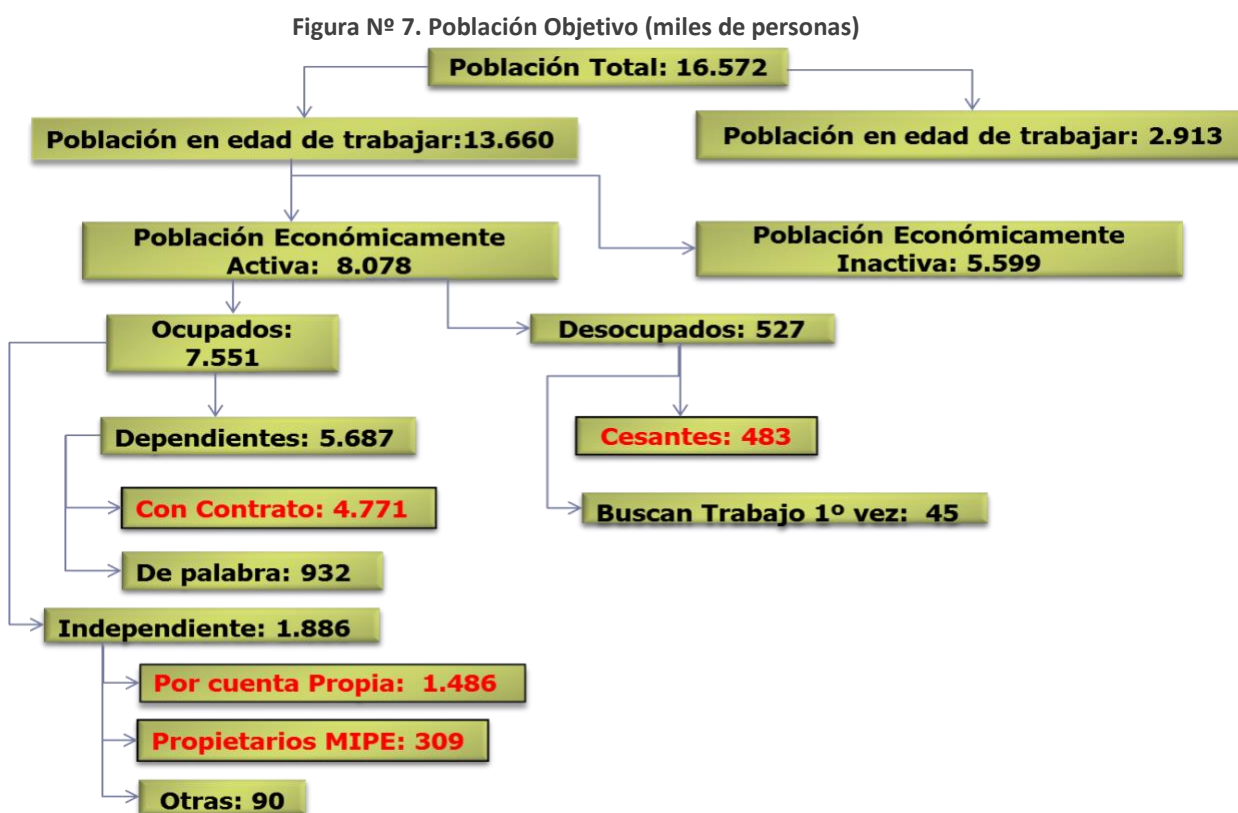 Figura Nº 7. Población Objetivo (miles de personas)
Población Total: 16.572
Población en edad de trabajar:13.660
Población en edad de trabajar: 2.913
Población Económicamente
Activa: 8.078
Población Económicamente
Inactiva: 5.599
Ocupados:
7.551
Desocupados: 527
Dependientes: 5.687
Cesantes: 483
Con Contrato: 4.771
Buscan Trabajo 1º vez: 45
De palabra: 932
Independiente: 1.886
Por cuenta Propia: 1.486
Propietarios MIPE: 309
Otras: 90